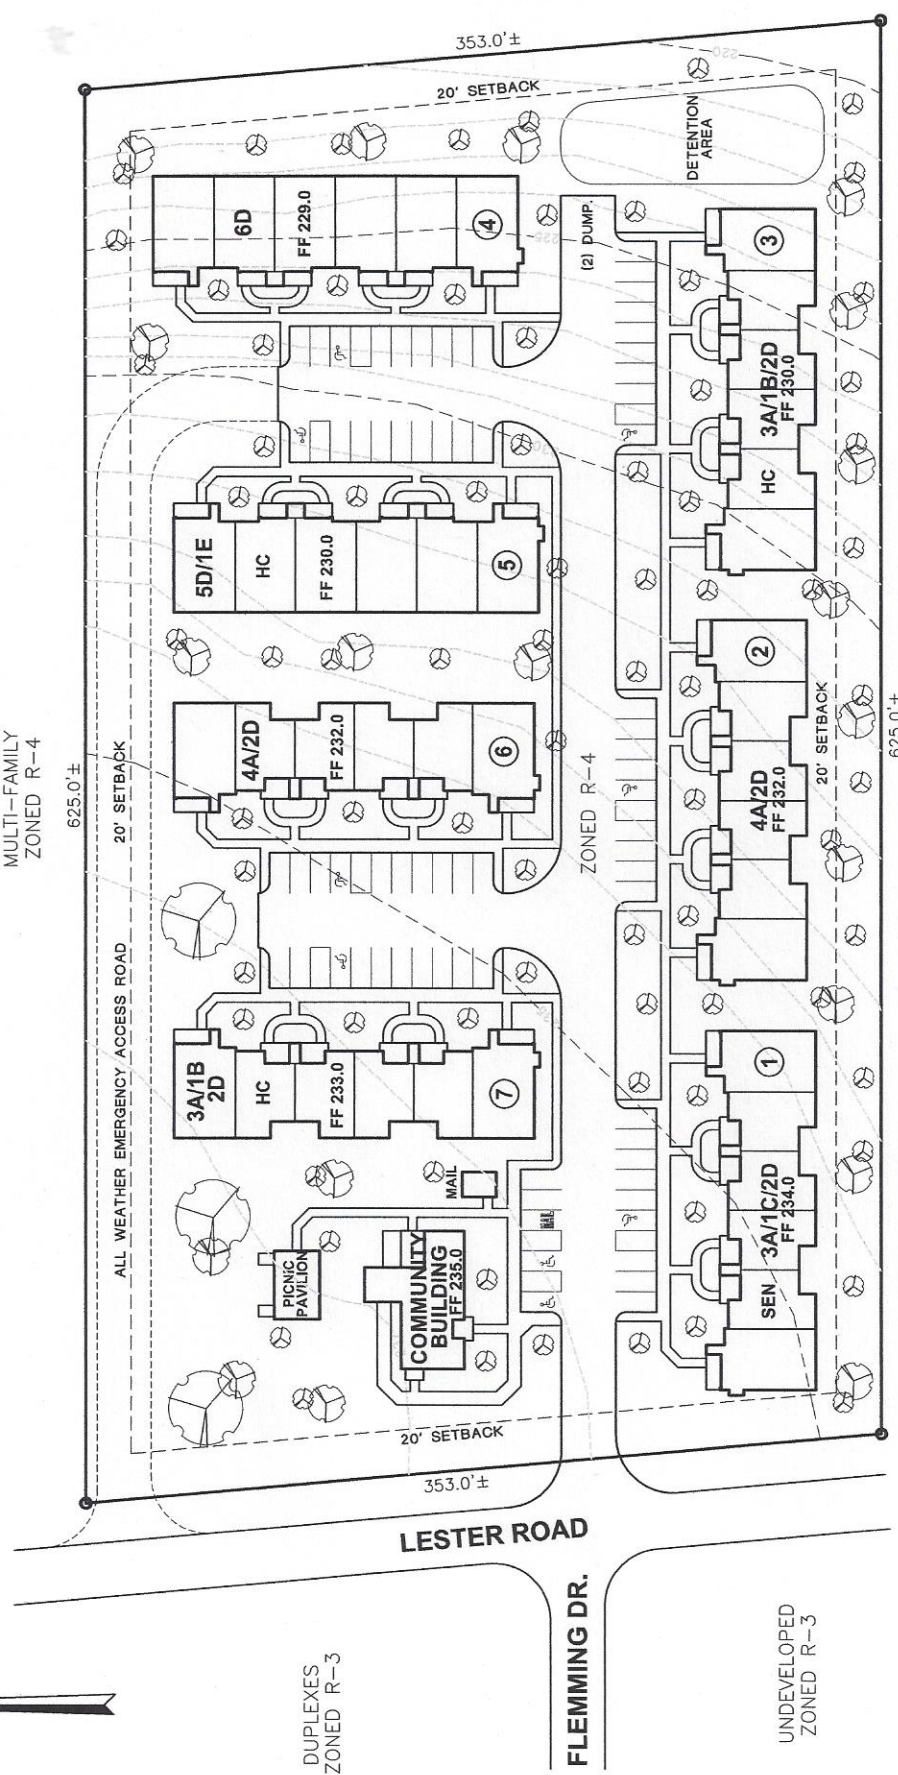 353.0'±
20' SETBACK
220
DETENTION
AREA
6D
FF 229.0
4
225
(2) DUMP.
3
3A/1B/2D
FF 230.0
HC
MULTI-FAMILY
ZONED R-4
625.0'±
20' SETBACK
ALL WEATHER EMERGENCY ACCESS ROAD
5D/1E
HC
FF 230.0
5
230
4A/2D
FF 232.0
6
ZONED R-4
2
4A/2D
FF 232.0
20' SETBACK
625.0'±
3A/1B
2D
HC
FF 233.0
7
MAIL
PICNIC
PAVILION
COMMUNITY
BUILDING
FF 235.0
MAIL
1
3A/1C/2D
FF 234.0
SEN
20' SETBACK
353.0'±
LESTER ROAD
FLEMMING DR.
DUPLEXES
ZONED R-3
UNDEVELOPED
ZONED R-3